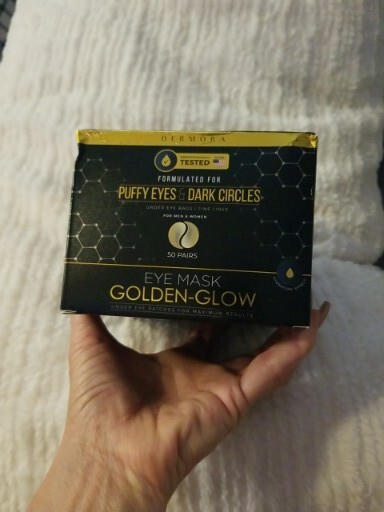 DERMORA
TESTED
FORMULATED FOR
PUFFY EYES & DARK CIRCLES
UNDER EYE BAGS | FINE LINES
FOR MEN & WOMEN
50 PAIRS
EYE MASK
GOLDEN-GLOW
UNDER EYE PATCHES FOR MAXIMUM RESULTS